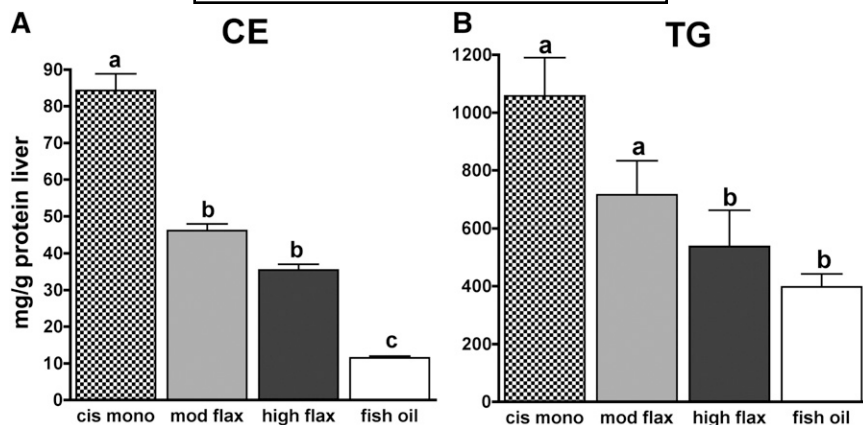 A
CE
mg/g protein liver
90
80
70
60
50
40
30
20
10
0
a
b
b
c
cis mono
mod flax
high flax
fish oil
B
TG
1200
1000
800
600
400
200
0
a
a
b
b
cis mono
mod flax
high flax
fish oil